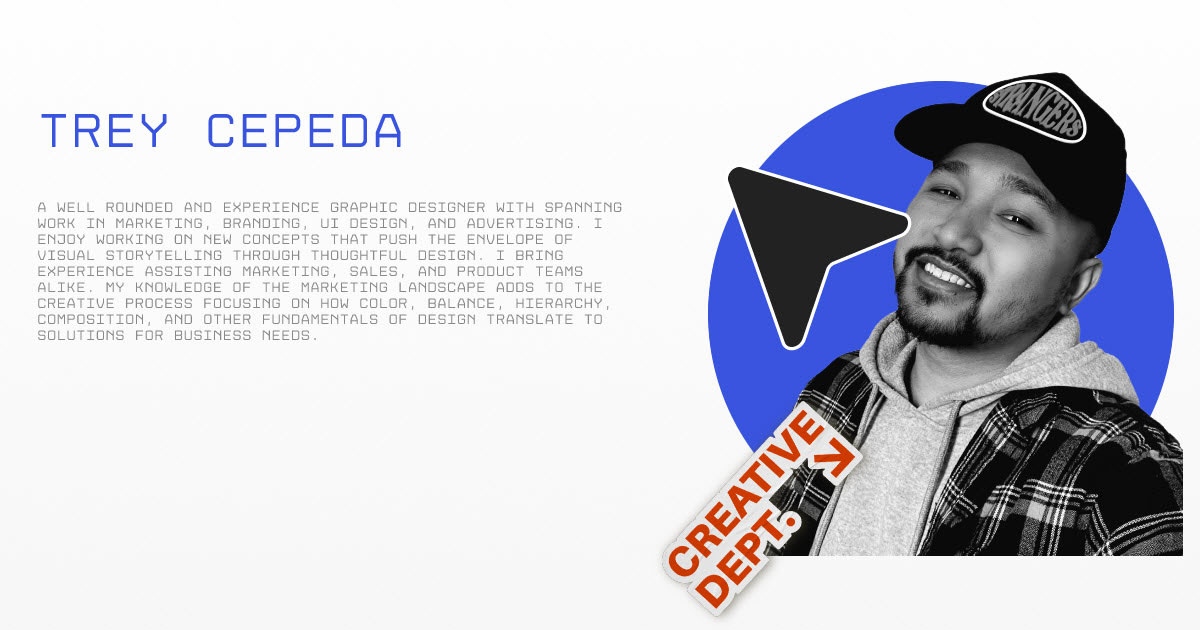 TREY CEPEDA
A WELL ROUNDED AND EXPERIENCE GRAPHIC DESIGNER WITH SPANNING
WORK IN MARKETING, BRANDING, UI DESIGN, AND ADVERTISING. I
ENJOY WORKING ON NEW CONCEPTS THAT PUSH THE ENVELOPE OF
VISUAL STORYTELLING THROUGH THOUGHTFUL DESIGN. I BRING
EXPERIENCE ASSISTING MARKETING, SALES, AND PRODUCT TEAMS
ALIKE. MY KNOWLEDGE OF THE MARKETING LANDSCAPE ADDS TO THE
CREATIVE PROCESS FOCUSING ON HOW COLOR, BALANCE, HIERARCHY,
COMPOSITION, AND OTHER FUNDAMENTALS OF DESIGN TRANSLATE TO
SOLUTIONS FOR BUSINESS NEEDS.
STRANGERS
CREATIVE
DEPT.